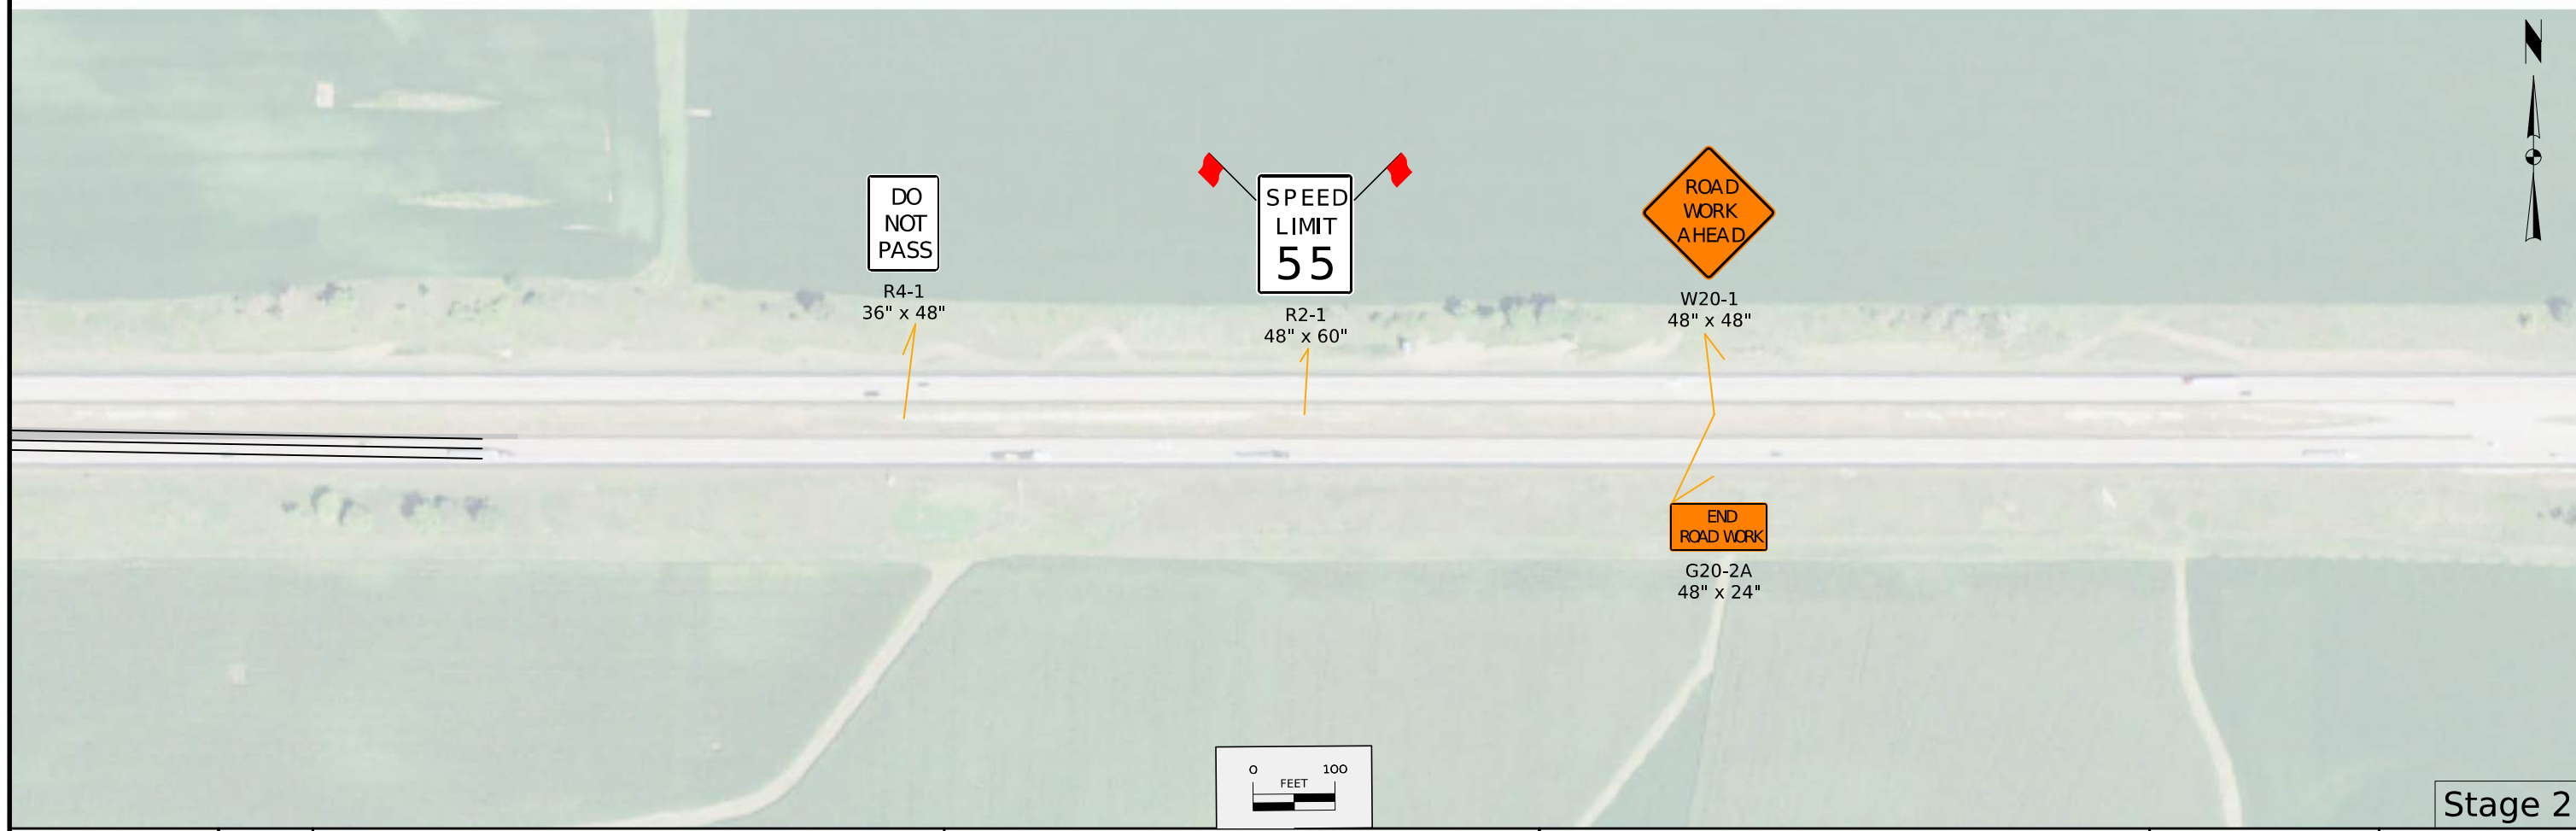 N
DO
NOT
PASS
R4-1
36" x 48"
SPEED
LIMIT
55
R2-1
48" x 60"
ROAD
WORK
AHEAD
W20-1
48" x 48"
END
ROAD WORK
G20-2A
48" x 24"
0 100
FEET
Stage 2